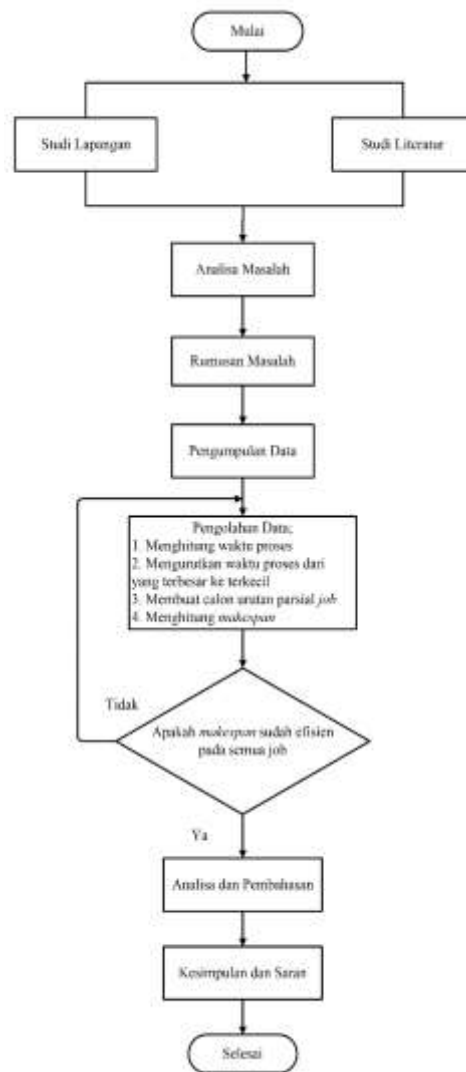 Mulai
Studi Lapangan
Studi Literatur
Analisa Masalah
Rumusan Masalah
Pengumpulan Data
Pengolahan Data;
1. Menghitung waktu proses
2. Mengurutkan waktu proses dari
yang terbesar ke terkecil
3. Membuat calon urutan parsial job
4. Menghitung makespan
Tidak
Apakah makespan sudah efisien
pada semua job
Ya
Analisa dan Pembahasan
Kesimpulan dan Saran
Selesai